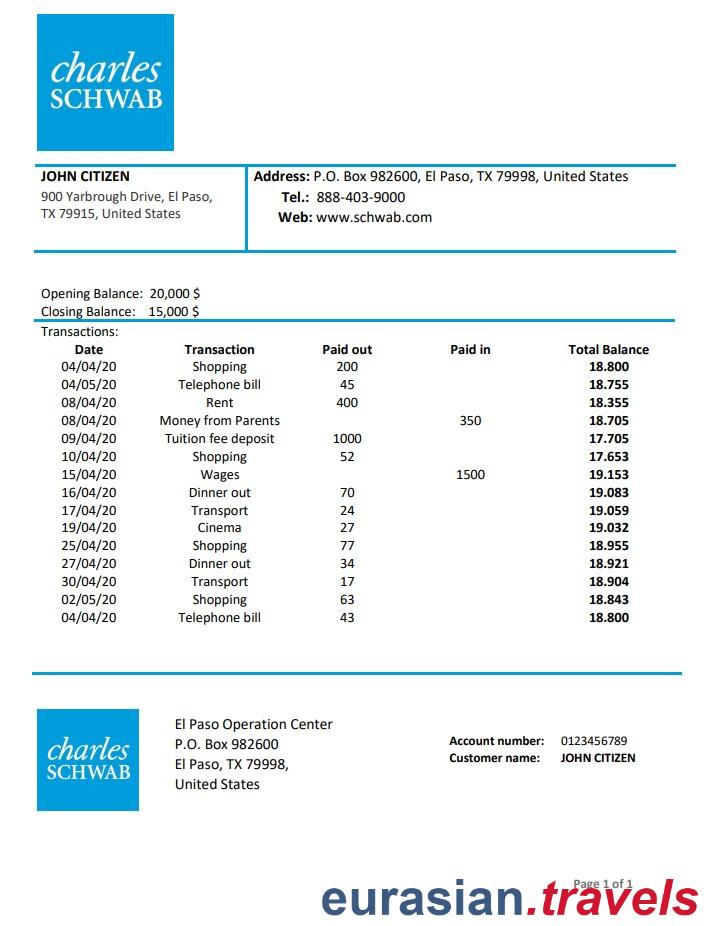 charles
SCHWAB
JOHN CITIZEN
900 Yarbrough Drive, El Paso,
TX 79915, United States
Address: P.O. Box 982600, El Paso, TX 79998, United States
Tel.: 888-403-9000
Web: www.schwab.com
Opening Balance: 20,000 $
Closing Balance: 15,000 $
Transactions:
Date Transaction Paid out Paid in Total Balance
04/04/20 Shopping 200 18.800
04/05/20 Telephone bill 45 18.755
08/04/20 Rent 400 18.355
08/04/20 Money from Parents 350 18.705
09/04/20 Tuition fee deposit 1000 17.705
10/04/20 Shopping 52 17.653
15/04/20 Wages 1500 19.153
16/04/20 Dinner out 70 19.083
17/04/20 Transport 24 19.059
19/04/20 Cinema 27 19.032
25/04/20 Shopping 77 18.955
27/04/20 Dinner out 34 18.921
30/04/20 Transport 17 18.904
02/05/20 Shopping 63 18.843
04/04/20 Telephone bill 43 18.800
charles
SCHWAB
El Paso Operation Center
P.O. Box 982600
El Paso, TX 79998,
United States
Account number: 0123456789
Customer name: JOHN CITIZEN
Page 1 of 1
eurasian.travels